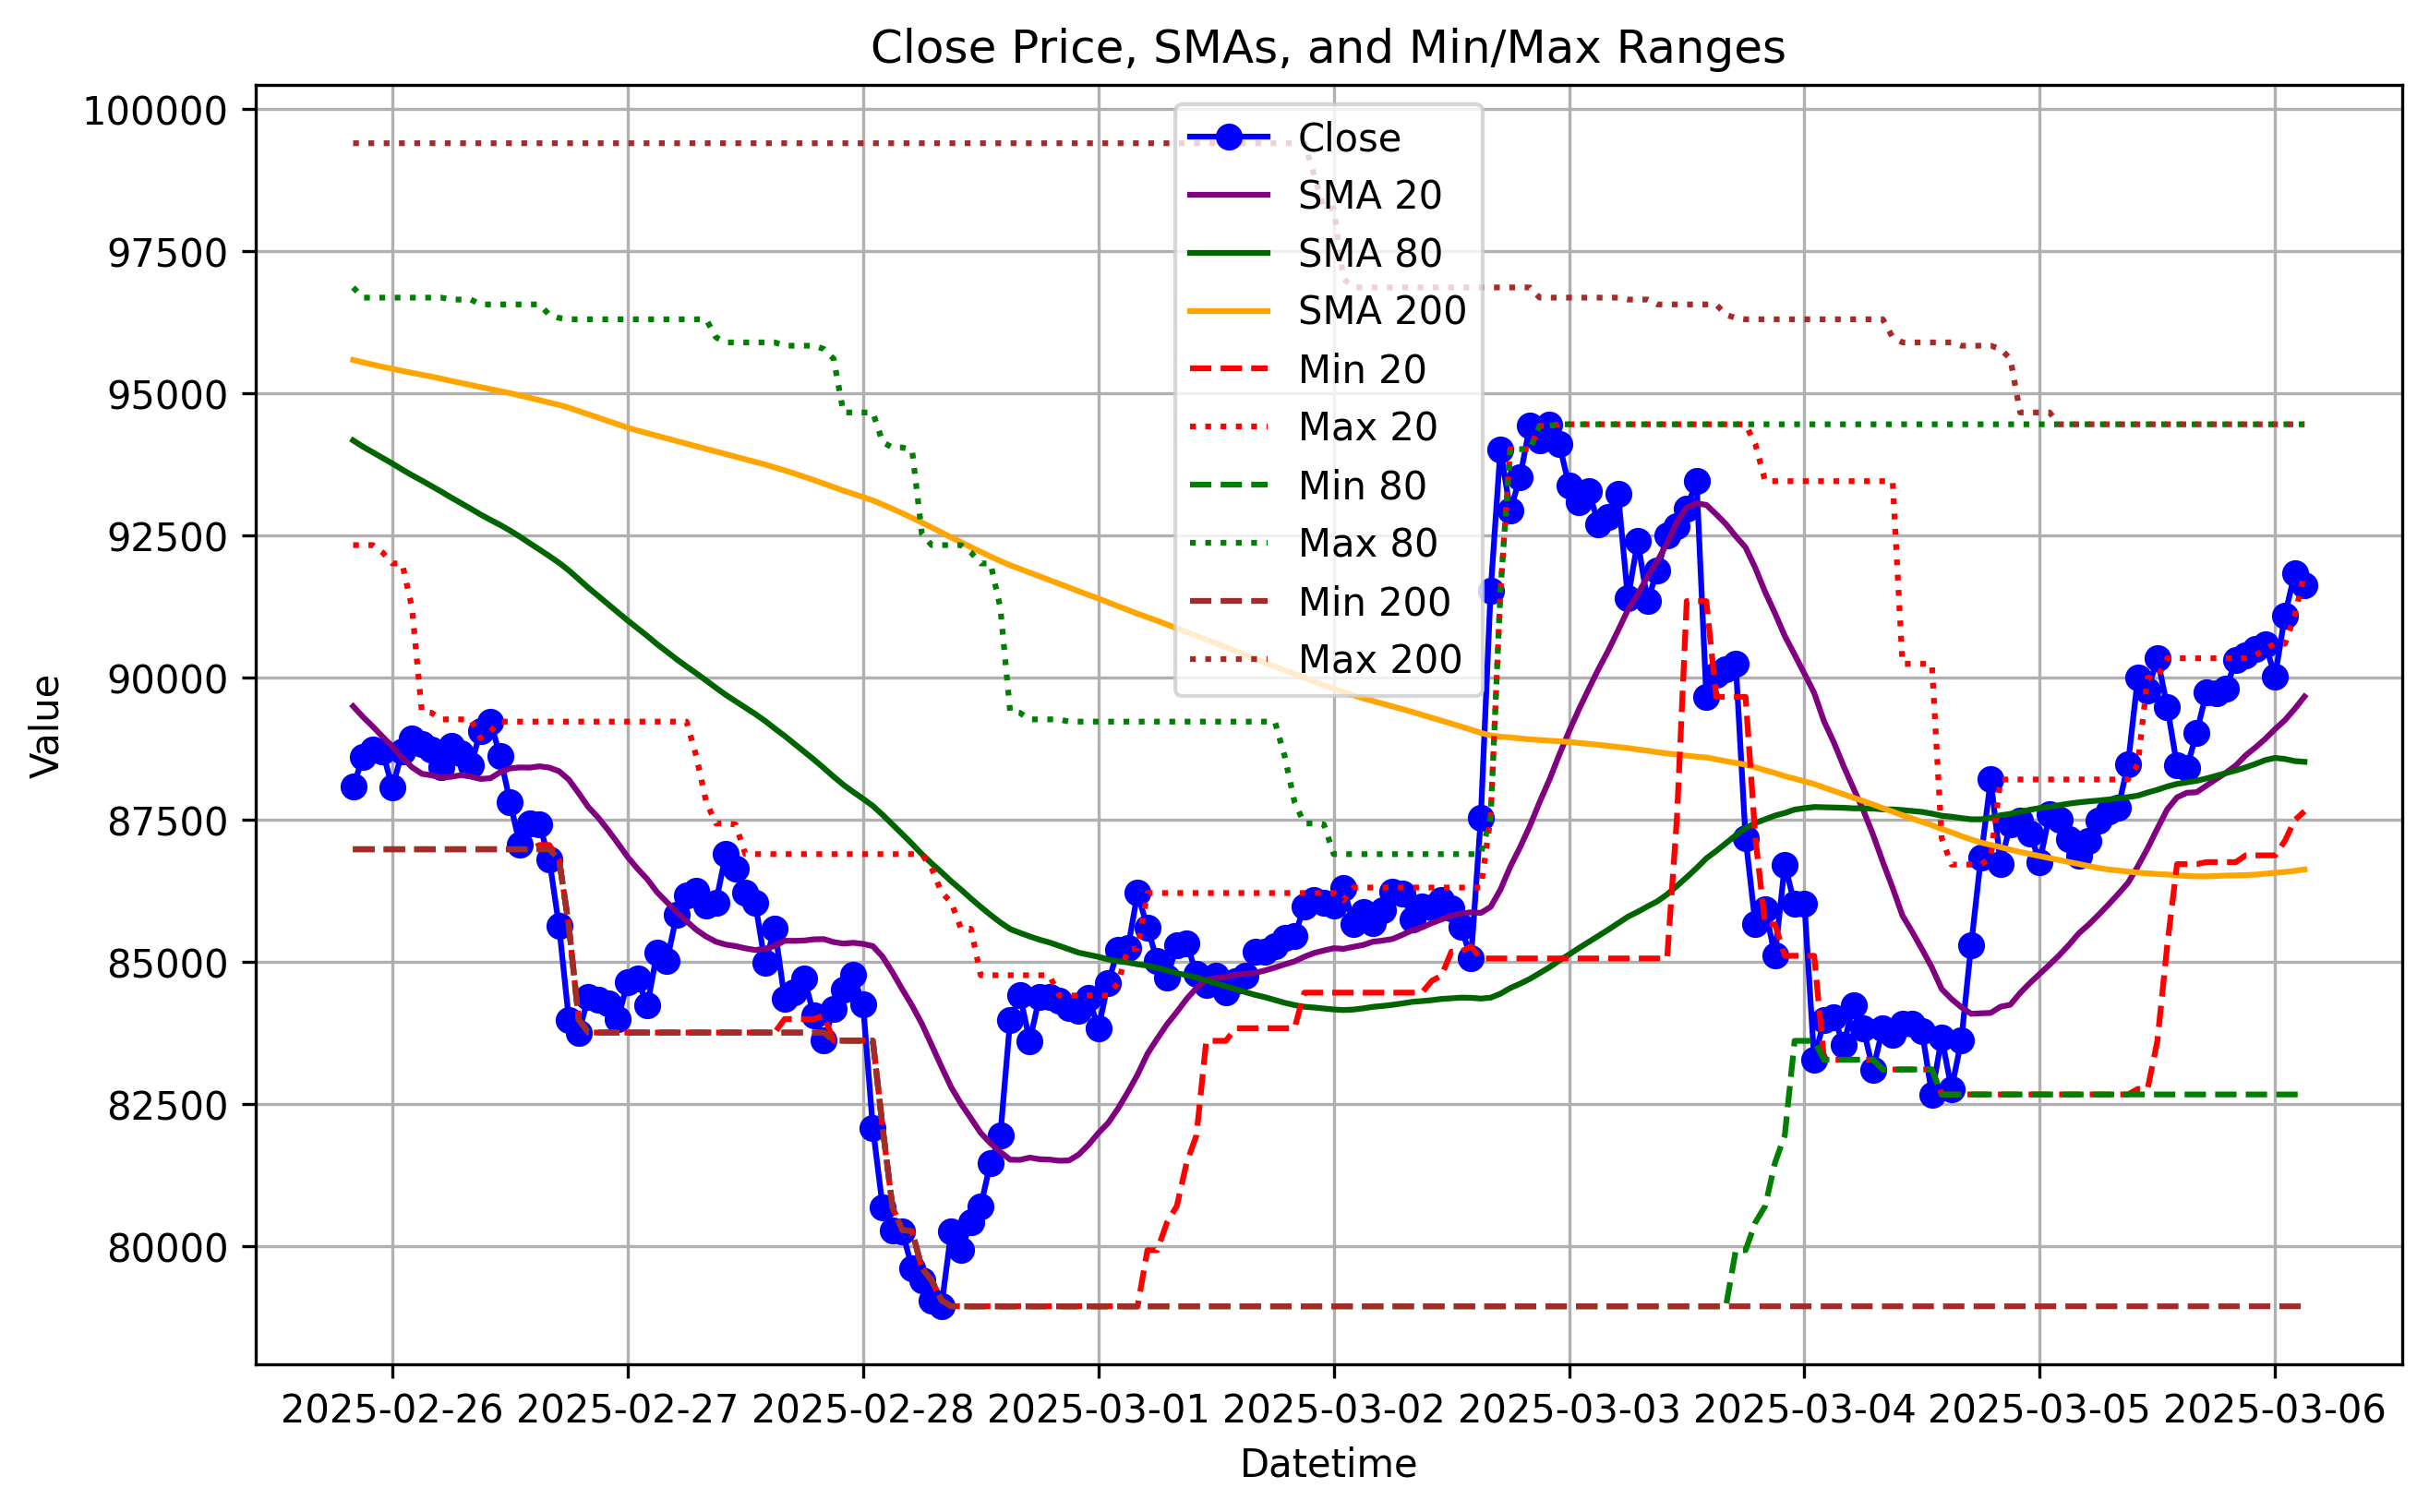 Close Price, SMAs, and Min/Max Ranges
100000
97500
95000
92500
90000
87500
85000
82500
80000
Value
Close
SMA 20
SMA 80
SMA 200
Min 20
Max 20
Min 80
Max 80
Min 200
Max 200
2025-02-26 2025-02-27 2025-02-28 2025-03-01 2025-03-02 2025-03-03 2025-03-04 2025-03-05 2025-03-06
Datetime